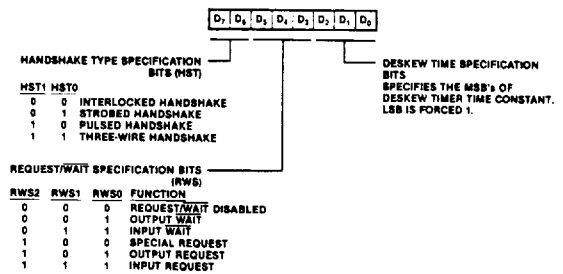 D7 D6 D5 D4 D3 D2 D1 D0
HANDSHAKE TYPE SPECIFICATION
BITS (HST)
HST1 HST0
0 0 INTERLOCKED HANDSHAKE
0 1 STROBED HANDSHAKE
1 0 PULSED HANDSHAKE
1 1 THREE-WIRE HANDSHAKE
DESKEW TIME SPECIFICATION
BITS
SPECIFIES THE MSB's OF
DESKEW TIMER TIME CONSTANT.
LSB IS FORCED 1.
REQUEST/WAIT SPECIFICATION BITS
(RWS)
RWS2 RWS1 RWS0 FUNCTION
0 0 0 REQUEST/WAIT DISABLED
0 0 1 OUTPUT WAIT
0 1 1 INPUT WAIT
1 0 0 SPECIAL REQUEST
1 0 1 OUTPUT REQUEST
1 1 1 INPUT REQUEST